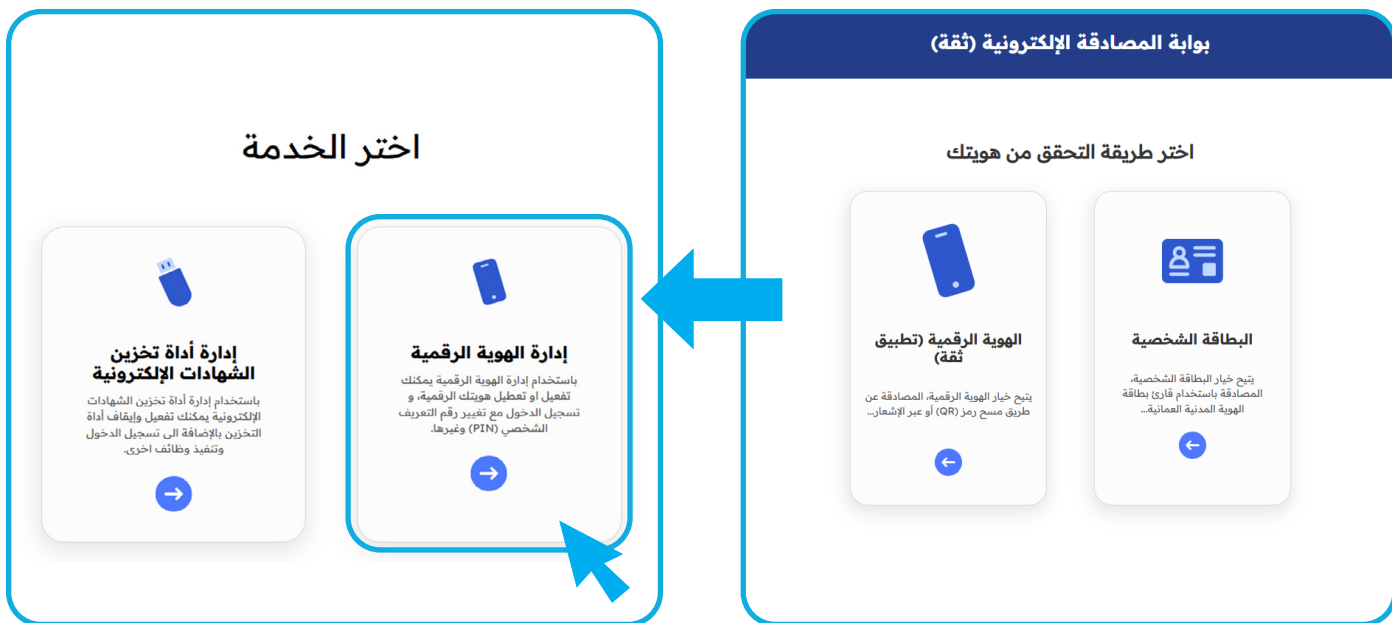 بوابة المصادقة الإلكترونية (ثقة)
اختر طريقة التحقق من هويتك
البطاقة الشخصية
يتيح خيار البطاقة الشخصية،
المصادقة باستخدام قارئ بطاقة
الهوية المدنية العمانية...
الهوية الرقمية (تطبيق
ثقة)
يتيح خيار الهوية الرقمية، المصادقة عن
طريق مسح رمز (QR) أو عبر الإشعار...
اختر الخدمة
إدارة الهوية الرقمية
باستخدام إدارة الهوية الرقمية يمكنك
تفعيل او تعطيل هويتك الرقمية، و
تسجيل الدخول مع تغيير رقم التعريف
الشخصي (PIN) وغيرها.
إدارة أداة تخزين
الشهادات الإلكترونية
باستخدام إدارة أداة تخزين الشهادات
الإلكترونية يمكنك تفعيل وإيقاف أداة
التخزين بالإضافة الى تسجيل الدخول
وتنفيذ وظائف اخرى.